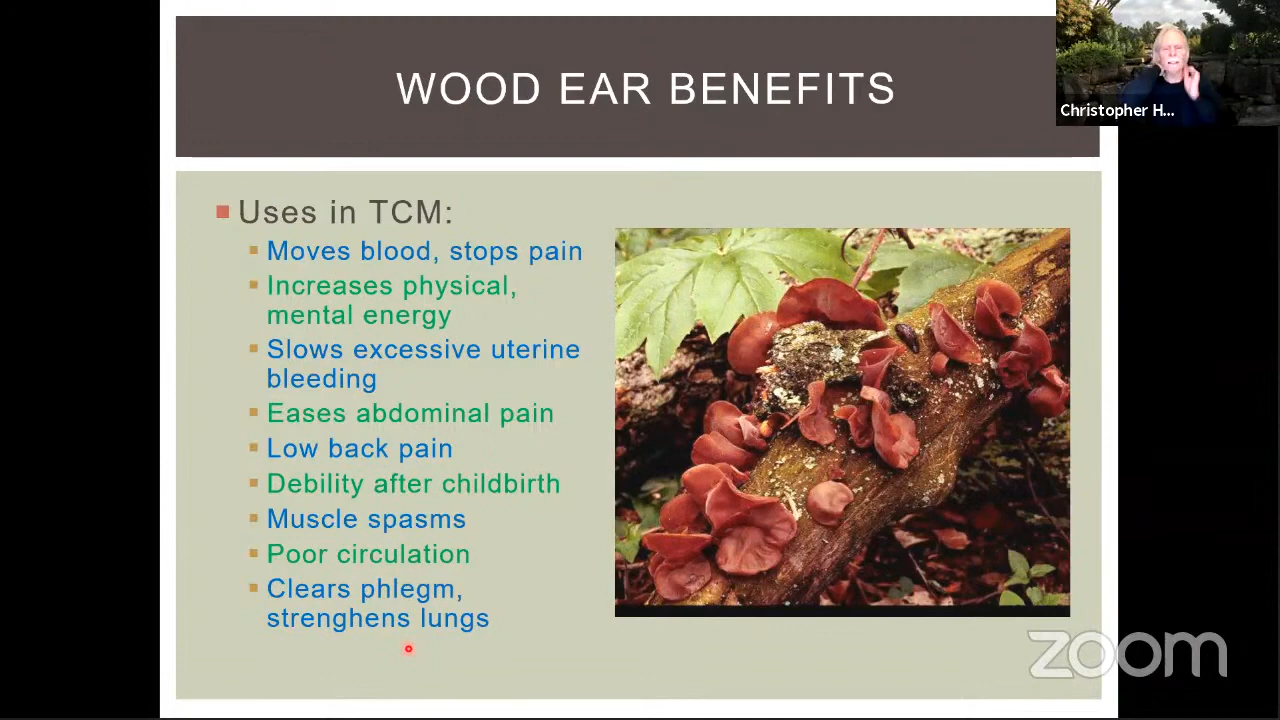 WOOD EAR BENEFITS
Christopher H...
Uses in TCM:
Moves blood, stops pain
Increases physical,
mental energy
Slows excessive uterine
bleeding
Eases abdominal pain
Low back pain
Debility after childbirth
Muscle spasms
Poor circulation
Clears phlegm,
strenghens lungs
zoom